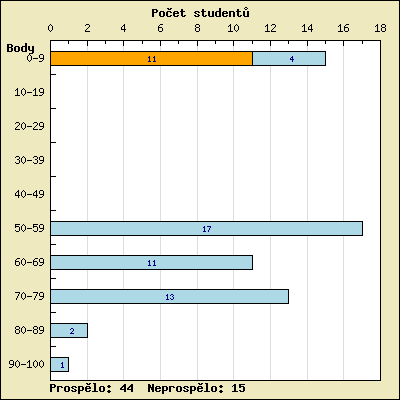 Počet studentů
0 2 4 6 8 10 12 14 16 18
Body
0-9 11 4
10-19
20-29
30-39
40-49
50-59 17
60-69 11
70-79 13
80-89 2
90-100 1
Prospělo: 44 Neprospělo: 15